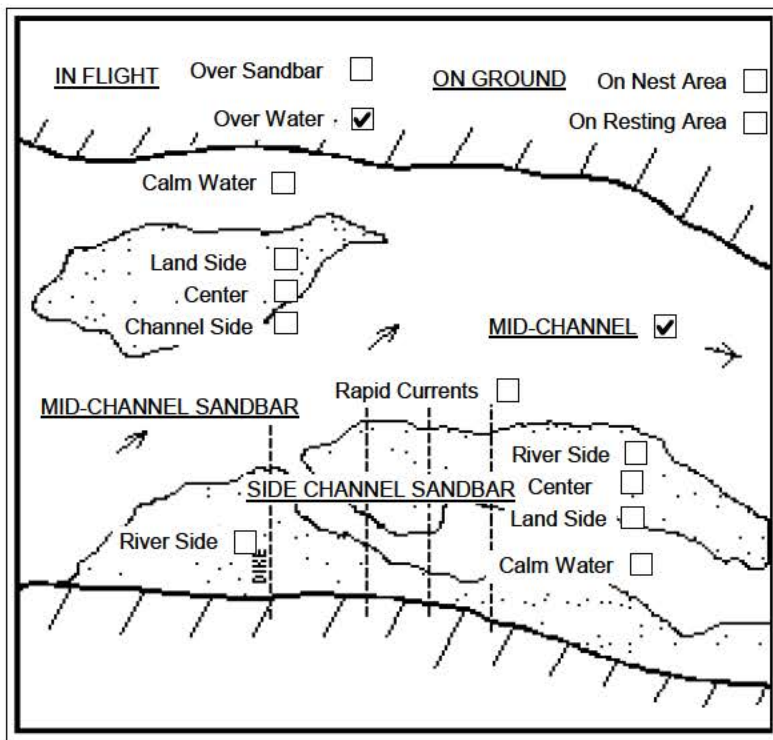 IN FLIGHT Over Sandbar ON GROUND On Nest Area
Over Water On Resting Area
Calm Water
Land Side
Center
Channel Side
MID-CHANNEL
Rapid Currents
MID-CHANNEL SANDBAR
River Side
SIDE CHANNEL SANDBAR Center
Land Side
River Side
DIKE
Calm Water